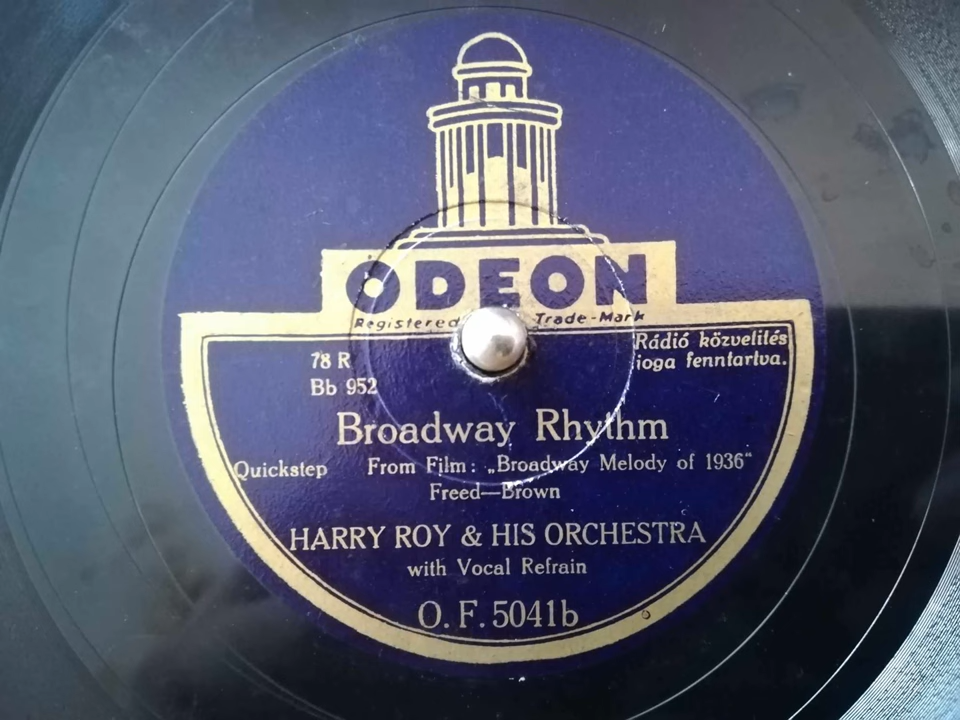 ODEON
Registered Trade-Mark
Rádió közvelités
joga fenntartva.
78 R
Bb 952
Broadway Rhythm
Quickstep From Film: „Broadway Melody of 1936“
Freed—Brown
HARRY ROY & HIS ORCHESTRA
with Vocal Refrain
O. F. 5041b